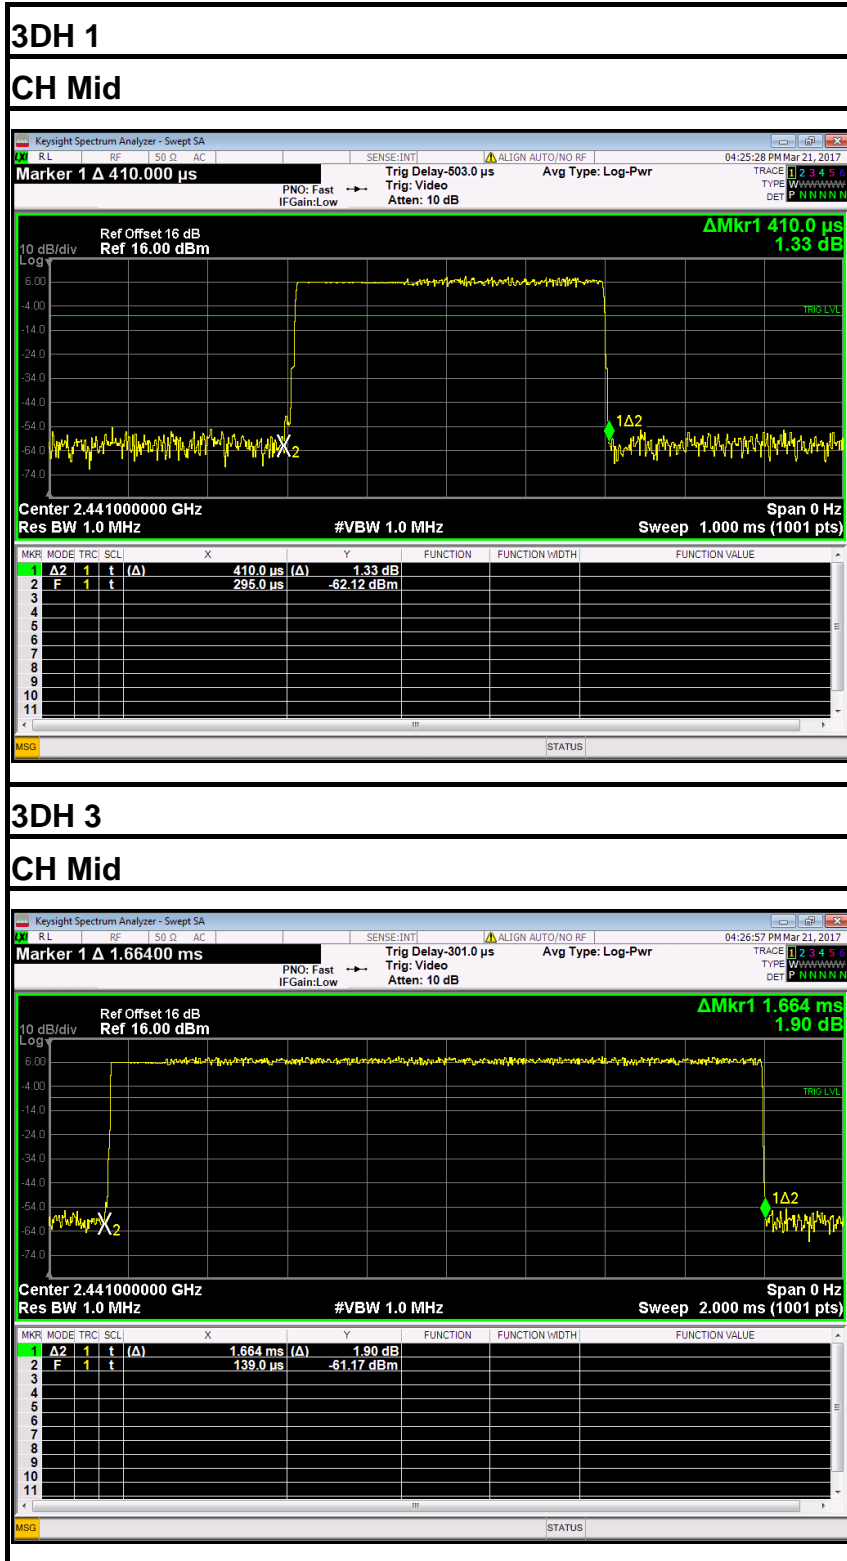 3DH 1
CH Mid
Keysight Spectrum Analyzer - Swept SA
LXI RL RF 50 Ω AC SENSE:INT ALIGN AUTO/NO RF 04:25:28 PM Mar 21, 2017
Marker 1 Δ 410.000 µs
PNO: Fast
IFGain:Low
Trig Delay-503.0 µs
Trig: Video
Atten: 10 dB
Avg Type: Log-Pwr
TRACE 1 2 3 4 5 6
TYPE WWWWWW
DET P N N N N N
ΔMkr1 410.0 µs
1.33 dB
Ref Offset 16 dB
10 dB/div Ref 16.00 dBm
Log
6.00
-4.00
TRIG LVL
-14.0
-24.0
-34.0
-44.0
-54.0
1Δ2
-64.0
2
-74.0
Center 2.441000000 GHz Span 0 Hz
Res BW 1.0 MHz #VBW 1.0 MHz Sweep 1.000 ms (1001 pts)
MKR MODE TRC SCL X Y FUNCTION FUNCTION WIDTH FUNCTION VALUE
1 Δ2 1 t (Δ) 410.0 µs (Δ) 1.33 dB
2 F 1 t 295.0 µs -62.12 dBm
3
4
5
6
7
8
9
10
11
MSG STATUS
3DH 3
CH Mid
Keysight Spectrum Analyzer - Swept SA
LXI RL RF 50 Ω AC SENSE:INT ALIGN AUTO/NO RF 04:26:57 PM Mar 21, 2017
Marker 1 Δ 1.66400 ms
PNO: Fast
IFGain:Low
Trig Delay-301.0 µs
Trig: Video
Atten: 10 dB
Avg Type: Log-Pwr
TRACE 1 2 3 4 5 6
TYPE WWWWWW
DET P N N N N N
ΔMkr1 1.664 ms
1.90 dB
Ref Offset 16 dB
10 dB/div Ref 16.00 dBm
Log
6.00
-4.00
TRIG LVL
-14.0
-24.0
-34.0
-44.0
-54.0
1Δ2
-64.0
2
-74.0
Center 2.441000000 GHz Span 0 Hz
Res BW 1.0 MHz #VBW 1.0 MHz Sweep 2.000 ms (1001 pts)
MKR MODE TRC SCL X Y FUNCTION FUNCTION WIDTH FUNCTION VALUE
1 Δ2 1 t (Δ) 1.664 ms (Δ) 1.90 dB
2 F 1 t 139.0 µs -61.17 dBm
3
4
5
6
7
8
9
10
11
MSG STATUS